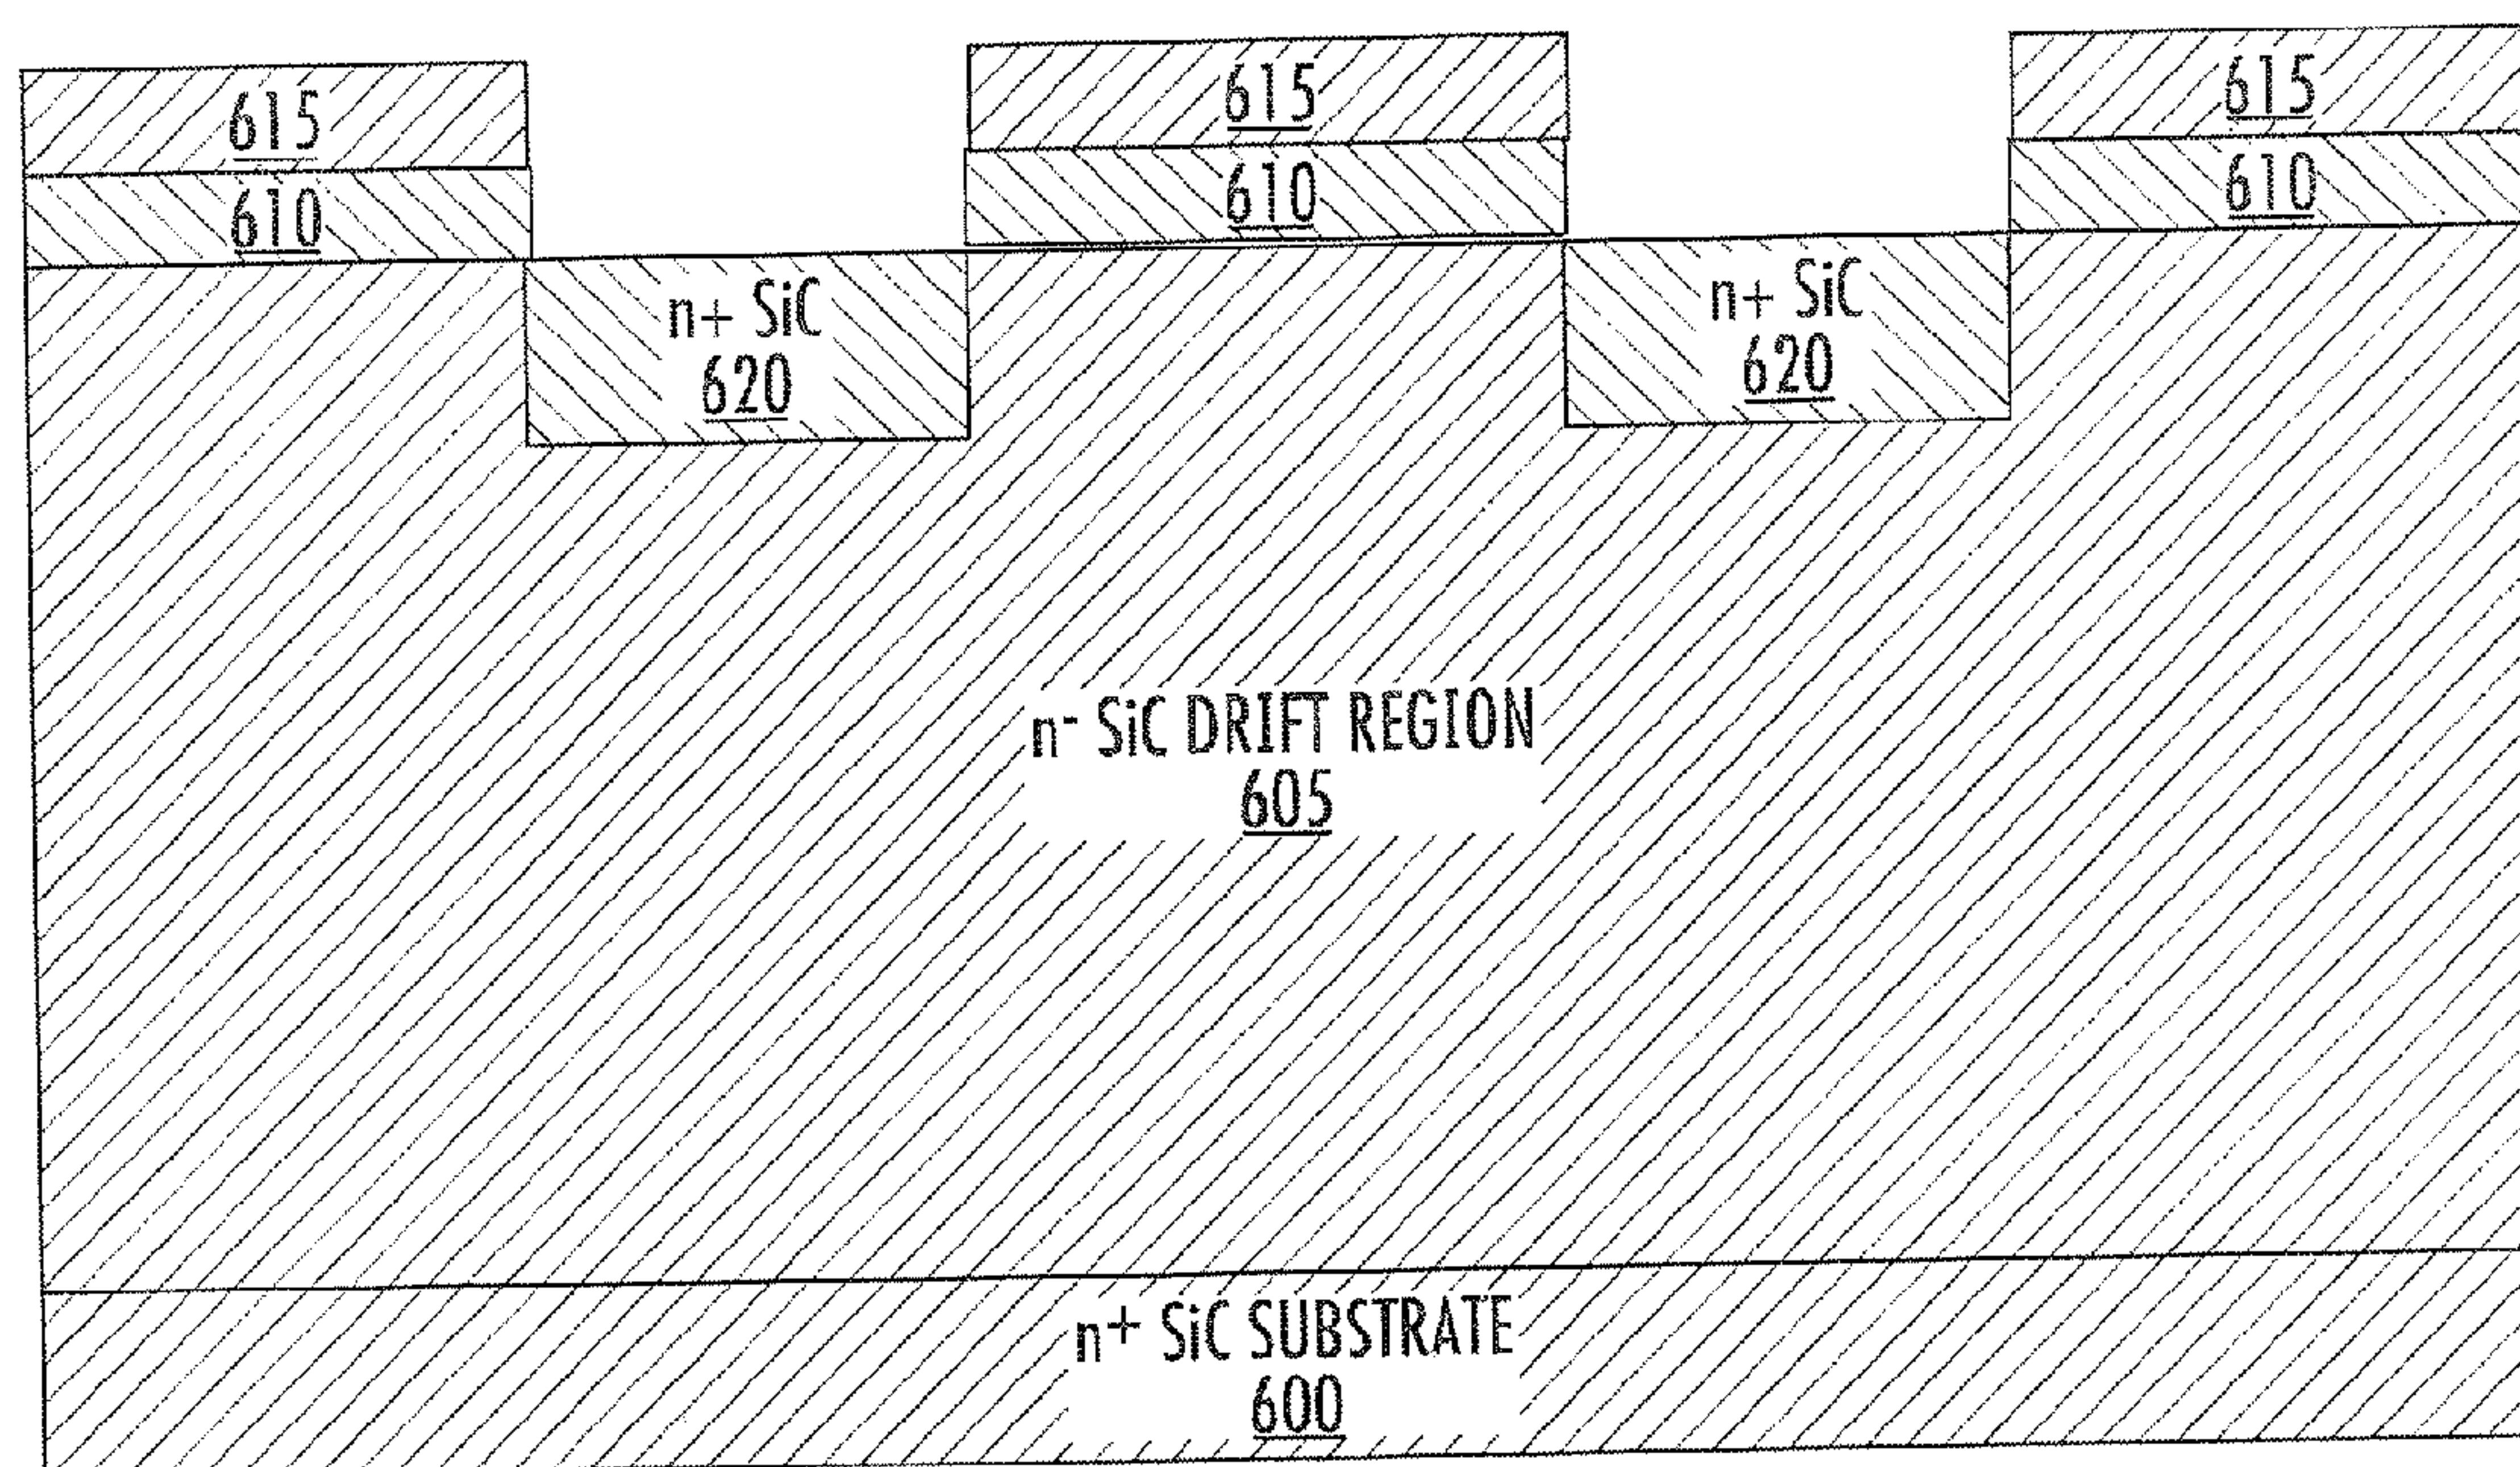 615
615
615
610
610
610
n+ SiC
620
n+ SiC
620
n- SiC DRIFT REGION
605
n+ SiC SUBSTRATE
600